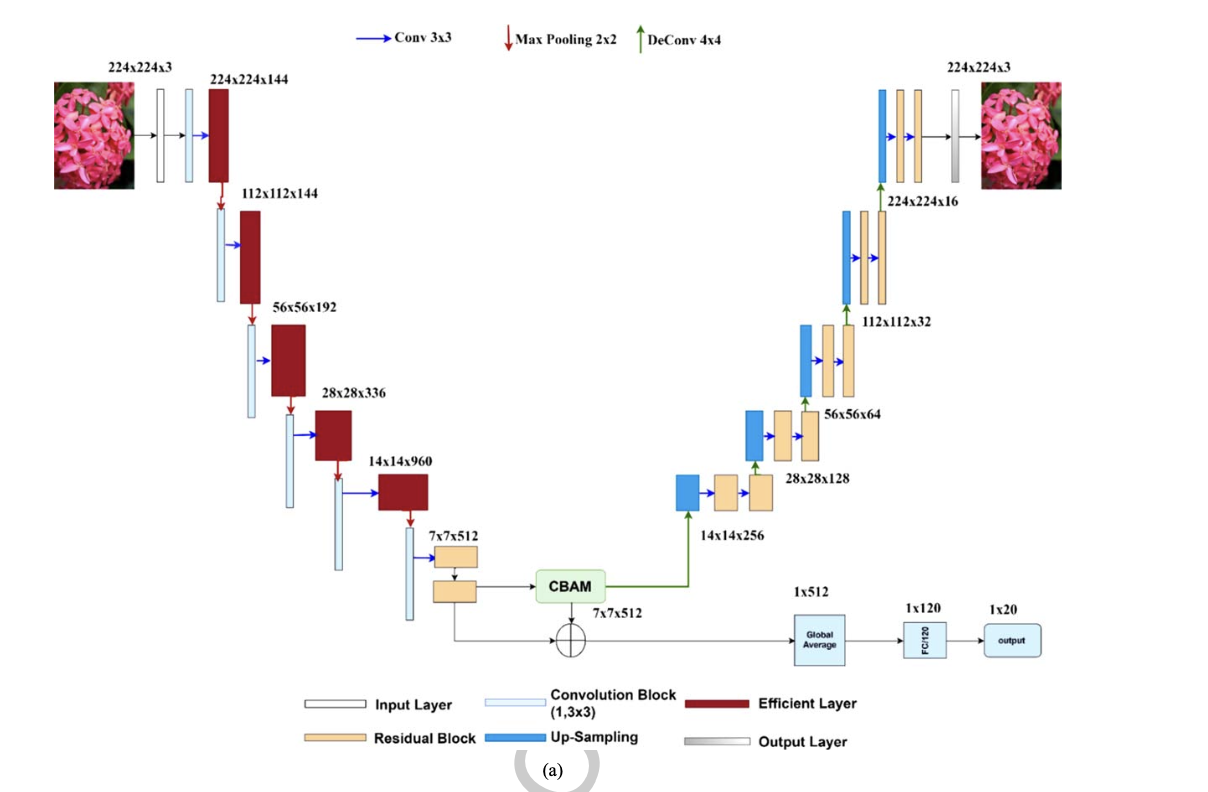 Conv 3x3
Max Pooling 2x2
DeConv 4x4
224x224x3
224x224x144
224x224x3
112x112x144
224x224x16
56x56x192
112x112x32
28x28x336
56x56x64
14x14x960
28x28x128
7x7x512
14x14x256
CBAM
7x7x512
1x512
1x120
1x20
Global
Average
FC/120
output
Input Layer
Convolution Block
(1,3x3)
Efficient Layer
Residual Block
Up-Sampling
Output Layer
(a)